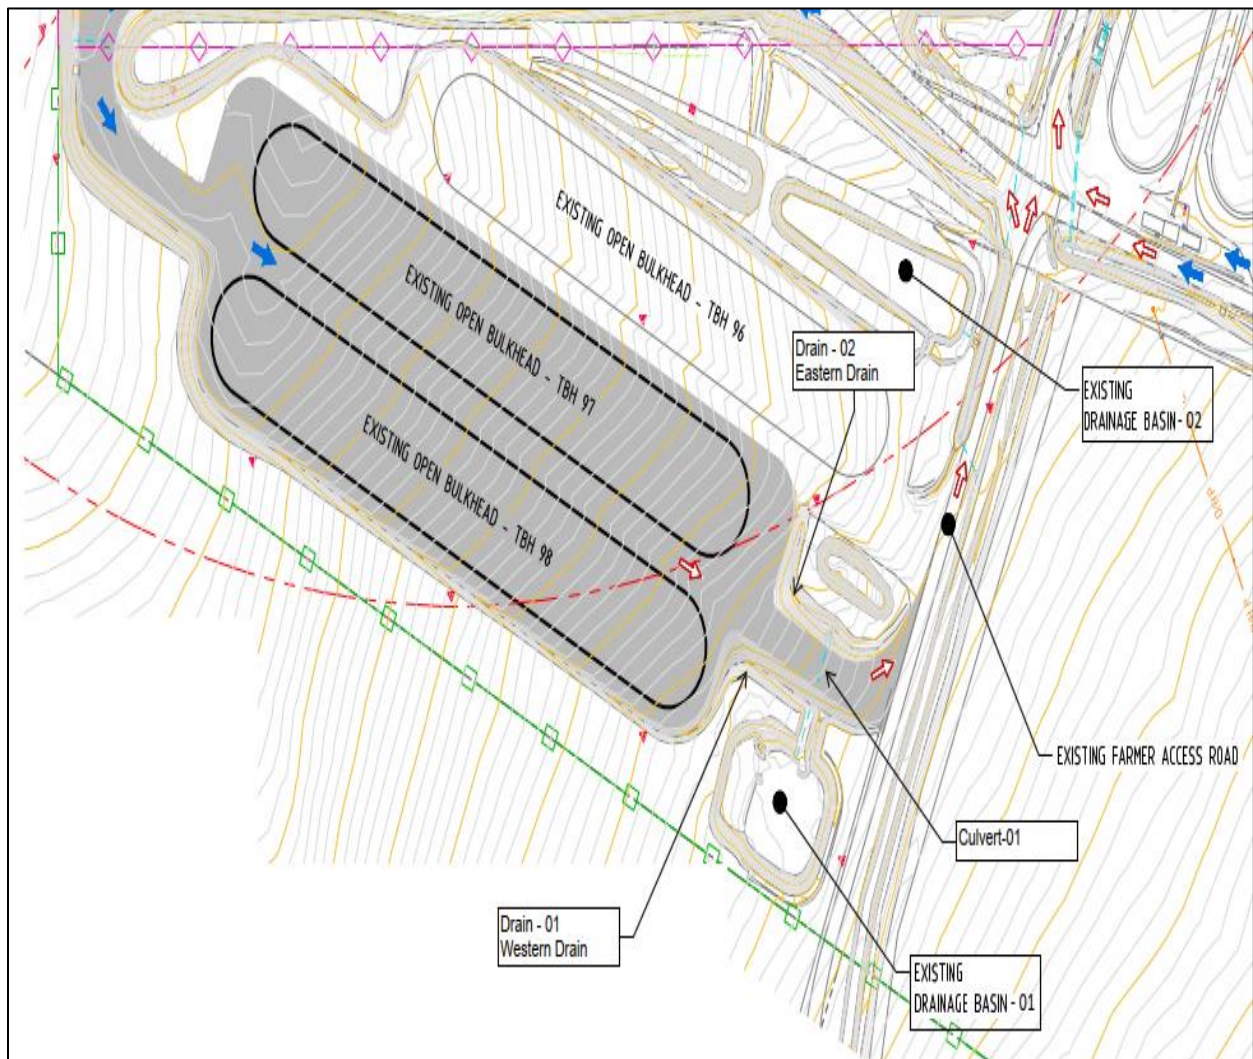 EXISTING OPEN BULKHEAD - TBH 96
EXISTING OPEN BULKHEAD - TBH 97
EXISTING OPEN BULKHEAD - TBH 98
Drain - 02
Eastern Drain
EXISTING
DRAINAGE BASIN - 02
EXISTING FARMER ACCESS ROAD
Culvert-01
Drain - 01
Western Drain
EXISTING
DRAINAGE BASIN - 01